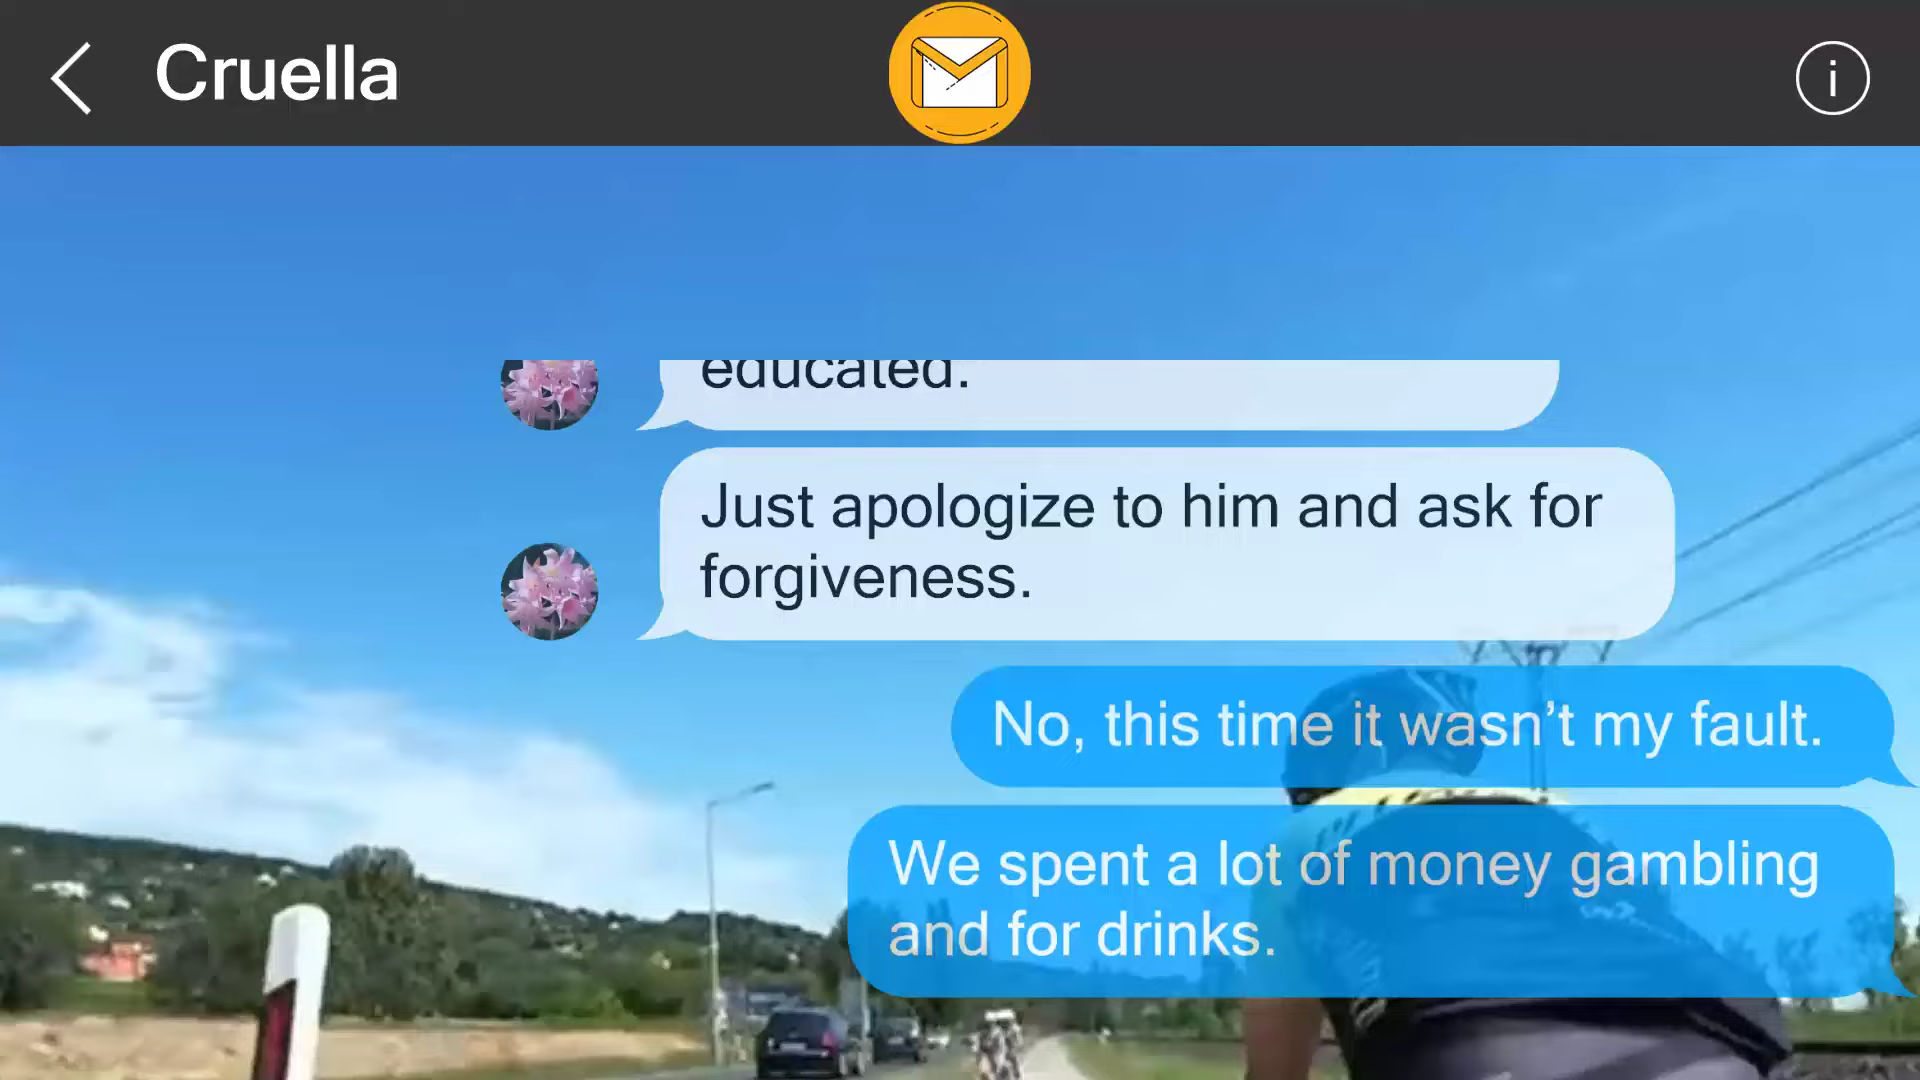 Cruella
educated.
Just apologize to him and ask for
forgiveness.
No, this time it wasn’t my fault.
We spent a lot of money gambling
and for drinks.